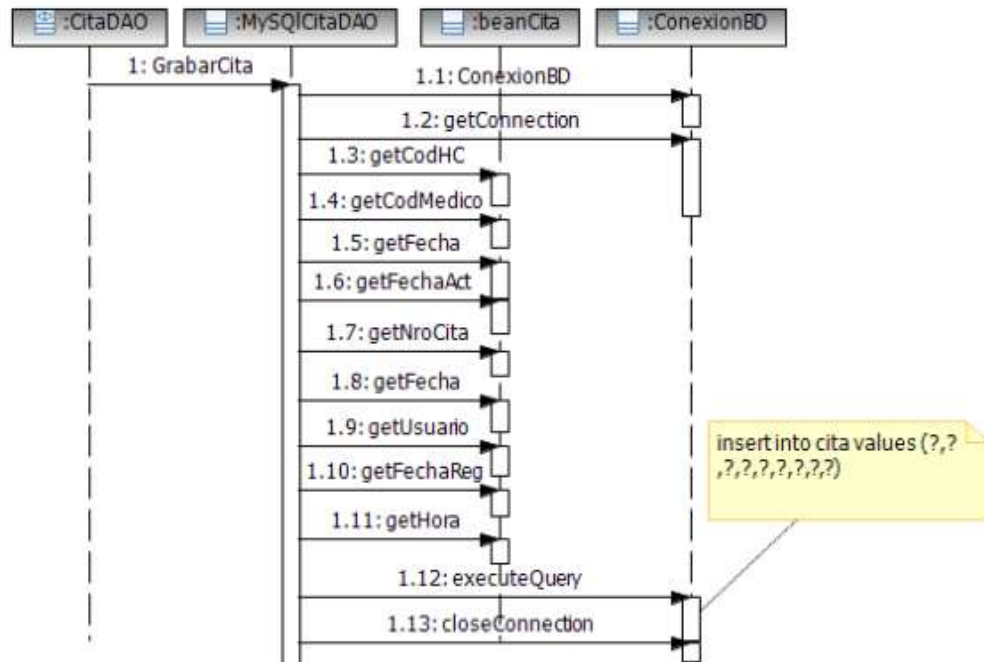 :CitaDAO
:MySQlCitaDAO
:beanCita
:ConexionBD
1: GrabarCita
1.1: ConexionBD
1.2: getConnection
1.3: getCodHC
1.4: getCodMedico
1.5: getFecha
1.6: getFechaAct
1.7: getNroCita
1.8: getFecha
1.9: getUsuario
1.10: getFechaReg
1.11: getHora
1.12: executeQuery
1.13: closeConnection
insert into cita values (?,?
,?,?,?,?,?,?,?)